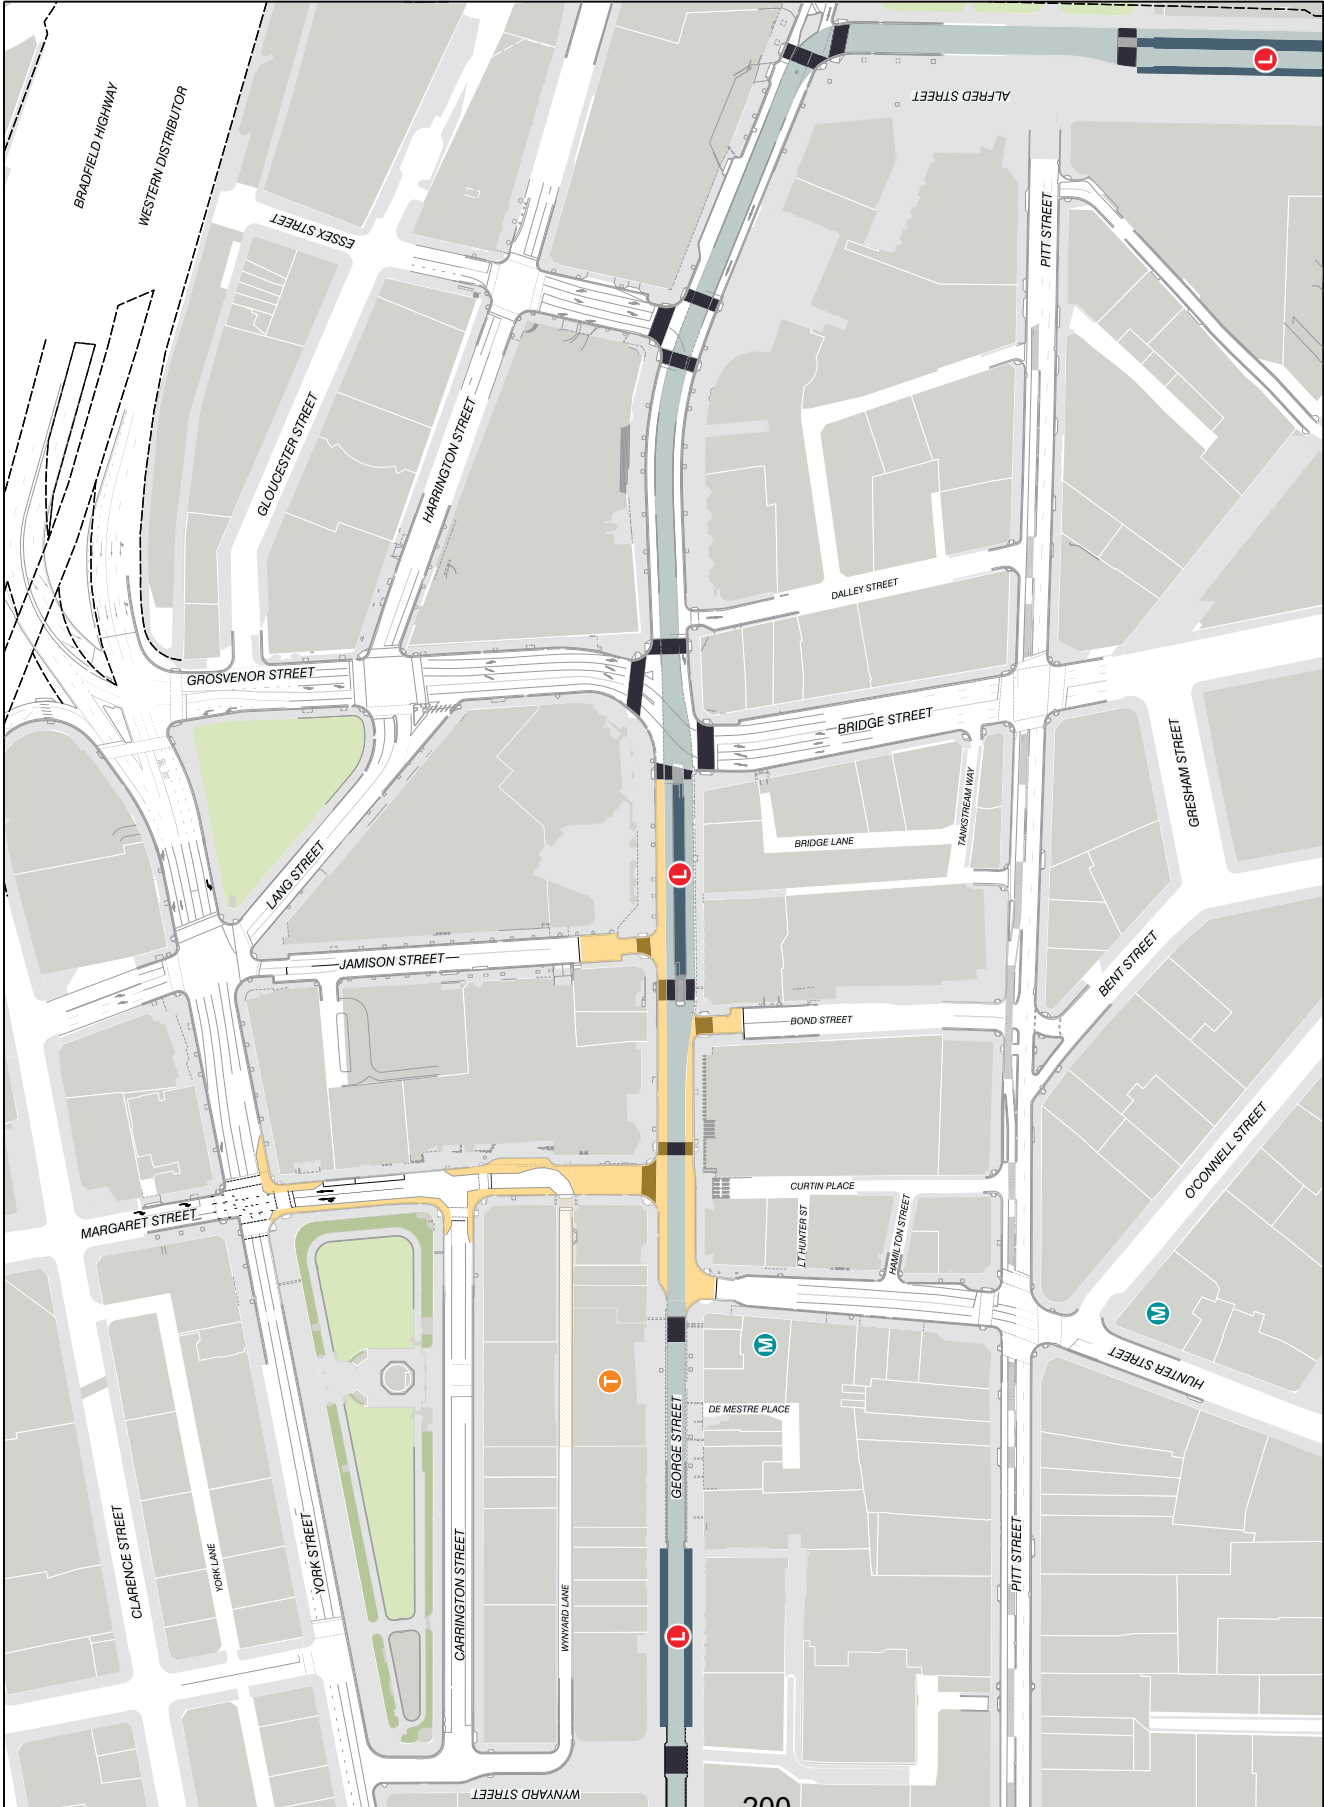 BRADFIELD HIGHWAY
WESTERN DISTRIBUTOR
L
ALFRED STREET
ESSEX STREET
PITT STREET
GLOUCESTER STREET
HARRINGTON STREET
DALLEY STREET
GROSVENOR STREET
BRIDGE STREET
GRESHAM STREET
TANKSTREAM WAY
BRIDGE LANE
LANG STREET
L
JAMISON STREET
BENT STREET
BOND STREET
O'CONNELL STREET
CURTIN PLACE
MARGARET STREET
LT HUNTER ST
HAMILTON STREET
M
M
HUNTER STREET
T
DE MESTRE PLACE
GEORGE STREET
CLARENCE STREET
YORK LANE
YORK STREET
CARRINGTON STREET
WYNYARD LANE
PITT STREET
L
WYNYARD STREET
200